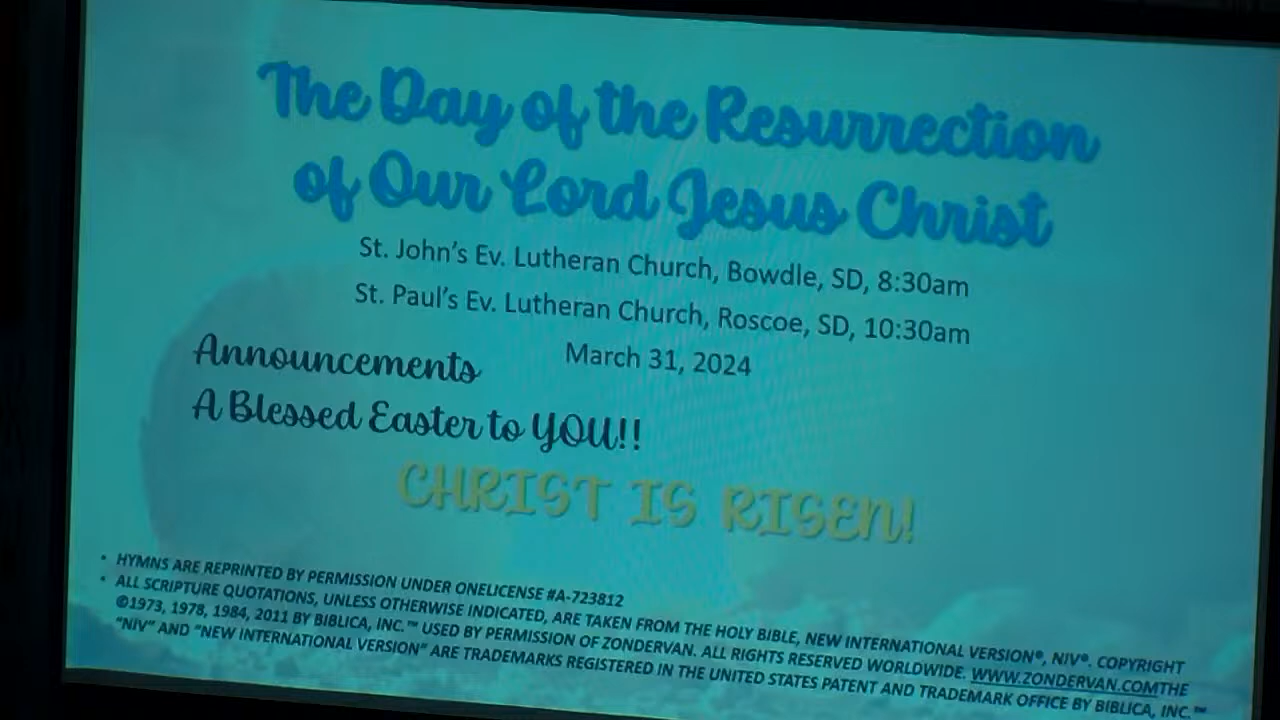 The Day of the Resurrection
of Our Lord Jesus Christ
St. John's Ev. Lutheran Church, Bowdle, SD, 8:30am
St. Paul's Ev. Lutheran Church, Roscoe, SD, 10:30am
March 31, 2024
Announcements
A Blessed Easter to YOU!!
CHRIST IS RISEN!
• HYMNS ARE REPRINTED BY PERMISSION UNDER ONELICENSE #A-723812
• ALL SCRIPTURE QUOTATIONS, UNLESS OTHERWISE INDICATED, ARE TAKEN FROM THE HOLY BIBLE, NEW INTERNATIONAL VERSION®, NIV®. COPYRIGHT
©1973, 1978, 1984, 2011 BY BIBLICA, INC.™ USED BY PERMISSION OF ZONDERVAN. ALL RIGHTS RESERVED WORLDWIDE. WWW.ZONDERVAN.COMTHE
"NIV" AND "NEW INTERNATIONAL VERSION" ARE TRADEMARKS REGISTERED IN THE UNITED STATES PATENT AND TRADEMARK OFFICE BY BIBLICA, INC.™